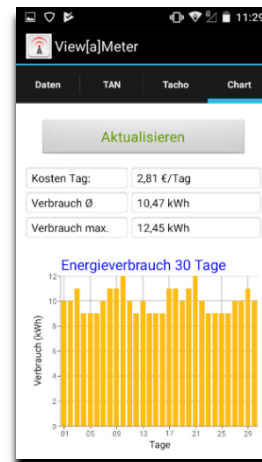 11:29
View[a]Meter
Daten TAN Tacho Chart
Aktualisieren
Kosten Tag: 2,81 €/Tag
Verbrauch Ø 10,47 kWh
Verbrauch max. 12,45 kWh
Energieverbrauch 30 Tage
Verbrauch (kWh)
12
10
8
6
4
2
0
01 05 09 13 17 21 25 29
Tage